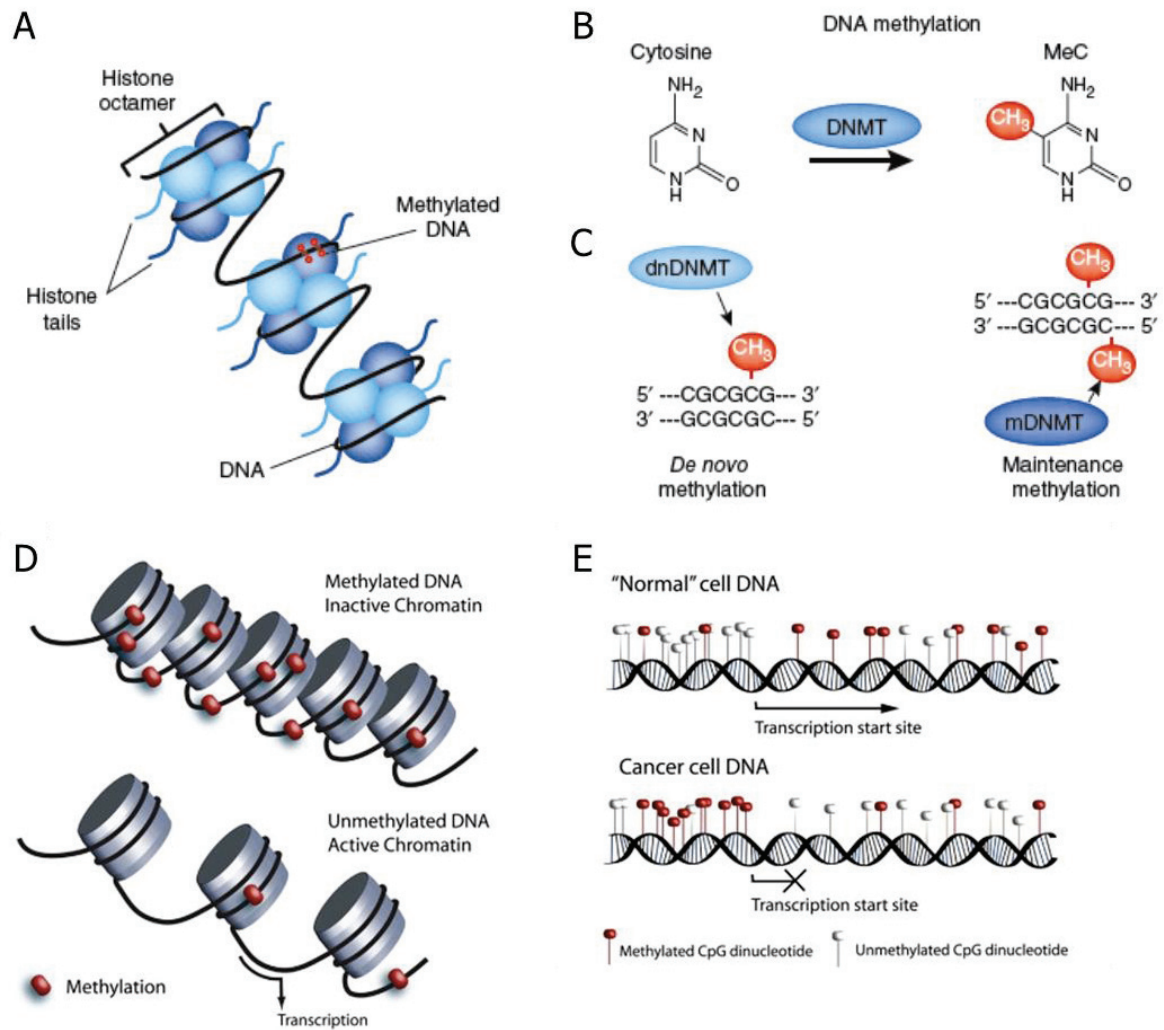 A
Histone
octamer
Methylated
DNA
Histone
tails
DNA
B
DNA methylation
Cytosine
MeC
NH2
N
N
H
O
DNMT
CH3
NH2
N
N
H
O
C
dnDNMT
CH3
5′ ---CGCGCG--- 3′
3′ ---GCGCGC--- 5′
De novo
methylation
CH3
5′ ---CGCGCG--- 3′
3′ ---GCGCGC--- 5′
CH3
mDNMT
Maintenance
methylation
D
Methylated DNA
Inactive Chromatin
Unmethylated DNA
Active Chromatin
Methylation
Transcription
E
“Normal” cell DNA
Transcription start site
Cancer cell DNA
Transcription start site
Methylated CpG dinucleotide
Unmethylated CpG dinucleotide